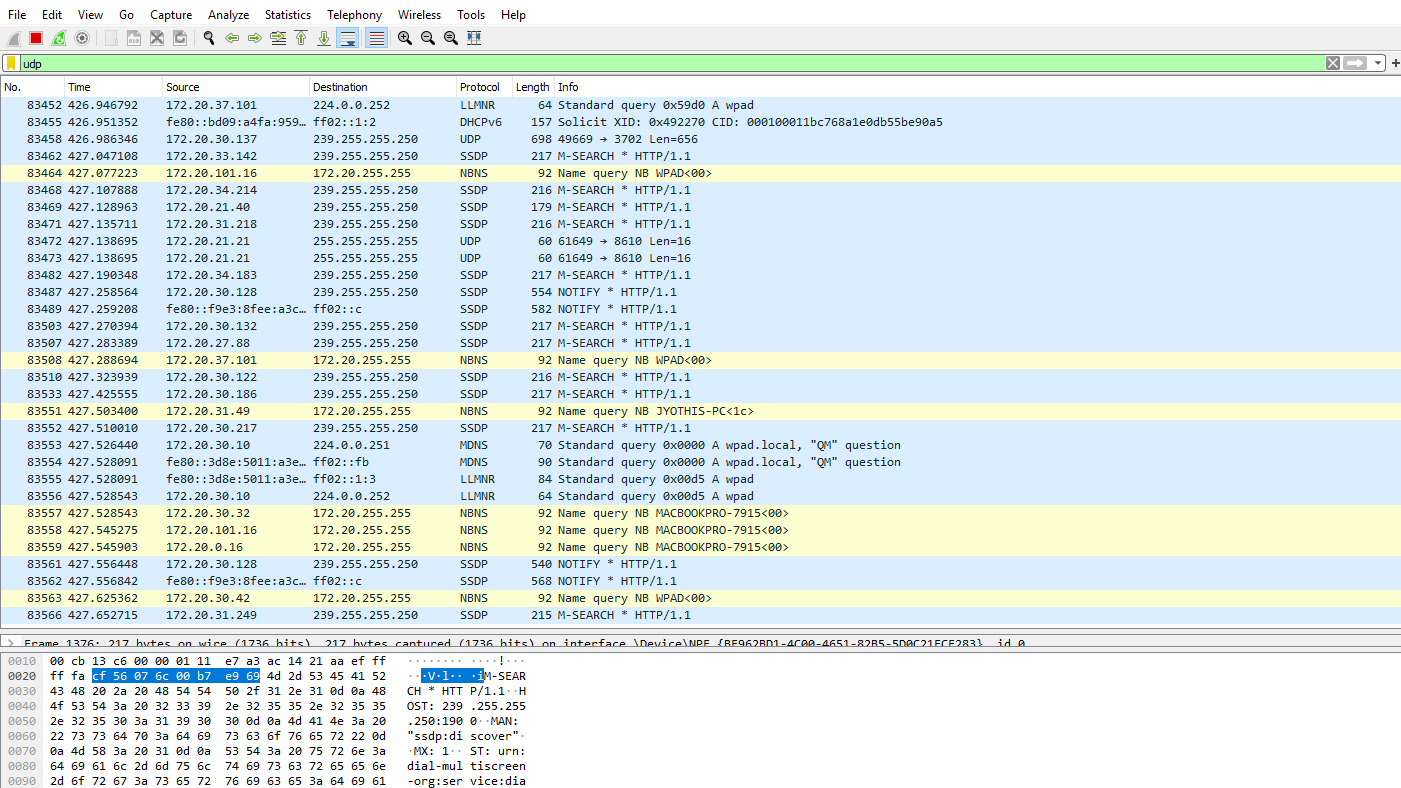 File Edit View Go Capture Analyze Statistics Telephony Wireless Tools Help
udp
No. Time Source Destination Protocol Length Info
83452 426.946792 172.20.37.101 224.0.0.252 LLMNR 64 Standard query 0x59d0 A wpad
83455 426.951352 fe80::bd09:a4fa:959… ff02::1:2 DHCPv6 157 Solicit XID: 0x492270 CID: 000100011bc768a1e0db55be90a5
83458 426.986346 172.20.30.137 239.255.255.250 UDP 698 49669 → 3702 Len=656
83462 427.047108 172.20.33.142 239.255.255.250 SSDP 217 M-SEARCH * HTTP/1.1
83464 427.077223 172.20.101.16 172.20.255.255 NBNS 92 Name query NB WPAD<00>
83468 427.107888 172.20.34.214 239.255.255.250 SSDP 216 M-SEARCH * HTTP/1.1
83469 427.128963 172.20.21.40 239.255.255.250 SSDP 179 M-SEARCH * HTTP/1.1
83471 427.135711 172.20.31.218 239.255.255.250 SSDP 216 M-SEARCH * HTTP/1.1
83472 427.138695 172.20.21.21 255.255.255.255 UDP 60 61649 → 8610 Len=16
83473 427.138695 172.20.21.21 255.255.255.255 UDP 60 61649 → 8610 Len=16
83482 427.190348 172.20.34.183 239.255.255.250 SSDP 217 M-SEARCH * HTTP/1.1
83487 427.258564 172.20.30.128 239.255.255.250 SSDP 554 NOTIFY * HTTP/1.1
83489 427.259208 fe80::f9e3:8fee:a3c… ff02::c SSDP 582 NOTIFY * HTTP/1.1
83503 427.270394 172.20.30.132 239.255.255.250 SSDP 217 M-SEARCH * HTTP/1.1
83507 427.283389 172.20.27.88 239.255.255.250 SSDP 217 M-SEARCH * HTTP/1.1
83508 427.288694 172.20.37.101 172.20.255.255 NBNS 92 Name query NB WPAD<00>
83510 427.323939 172.20.30.122 239.255.255.250 SSDP 216 M-SEARCH * HTTP/1.1
83533 427.425555 172.20.30.186 239.255.255.250 SSDP 217 M-SEARCH * HTTP/1.1
83551 427.503400 172.20.31.49 172.20.255.255 NBNS 92 Name query NB JYOTHIS-PC<1c>
83552 427.510010 172.20.30.217 239.255.255.250 SSDP 217 M-SEARCH * HTTP/1.1
83553 427.526440 172.20.30.10 224.0.0.251 MDNS 70 Standard query 0x0000 A wpad.local, "QM" question
83554 427.528091 fe80::3d8e:5011:a3e… ff02::fb MDNS 90 Standard query 0x0000 A wpad.local, "QM" question
83555 427.528091 fe80::3d8e:5011:a3e… ff02::1:3 LLMNR 84 Standard query 0x00d5 A wpad
83556 427.528543 172.20.30.10 224.0.0.252 LLMNR 64 Standard query 0x00d5 A wpad
83557 427.528543 172.20.30.32 172.20.255.255 NBNS 92 Name query NB MACBOOKPRO-7915<00>
83558 427.545275 172.20.101.16 172.20.255.255 NBNS 92 Name query NB MACBOOKPRO-7915<00>
83559 427.545903 172.20.0.16 172.20.255.255 NBNS 92 Name query NB MACBOOKPRO-7915<00>
83561 427.556448 172.20.30.128 239.255.255.250 SSDP 540 NOTIFY * HTTP/1.1
83562 427.556842 fe80::f9e3:8fee:a3c… ff02::c SSDP 568 NOTIFY * HTTP/1.1
83563 427.625362 172.20.30.42 172.20.255.255 NBNS 92 Name query NB WPAD<00>
83566 427.652715 172.20.31.249 239.255.255.250 SSDP 215 M-SEARCH * HTTP/1.1
Frame 1376: 217 bytes on wire (1736 bits), 217 bytes captured (1736 bits) on interface id 0
0010 00 cb 13 c6 00 00 01 11 e7 a3 ac 14 21 aa ef ff ········ ····!···
0020 ff fa cf 56 07 6c 00 b7 e9 69 4d 2d 53 45 41 52 ···V·l·· ·iM-SEAR
0030 43 48 20 2a 20 48 54 54 50 2f 31 2e 31 0d 0a 48 CH * HTT P/1.1··H
0040 4f 53 54 3a 20 32 33 39 2e 32 35 35 2e 32 35 35 OST: 239 .255.255
0050 2e 32 35 30 3a 31 39 30 30 0d 0a 4d 41 4e 3a 20 .250:190 0··MAN:
0060 22 73 73 64 70 3a 64 69 73 63 6f 76 65 72 22 0d "ssdp:di scover"·
0070 0a 4d 58 3a 20 31 0d 0a 53 54 3a 20 75 72 6e 3a ·MX: 1·· ST: urn:
0080 64 69 61 6c 2d 6d 75 6c 74 69 73 63 72 65 65 6e dial-mul tiscreen
0090 2d 6f 72 67 3a 73 65 72 76 69 63 65 3a 64 69 61 -org:ser vice:dia